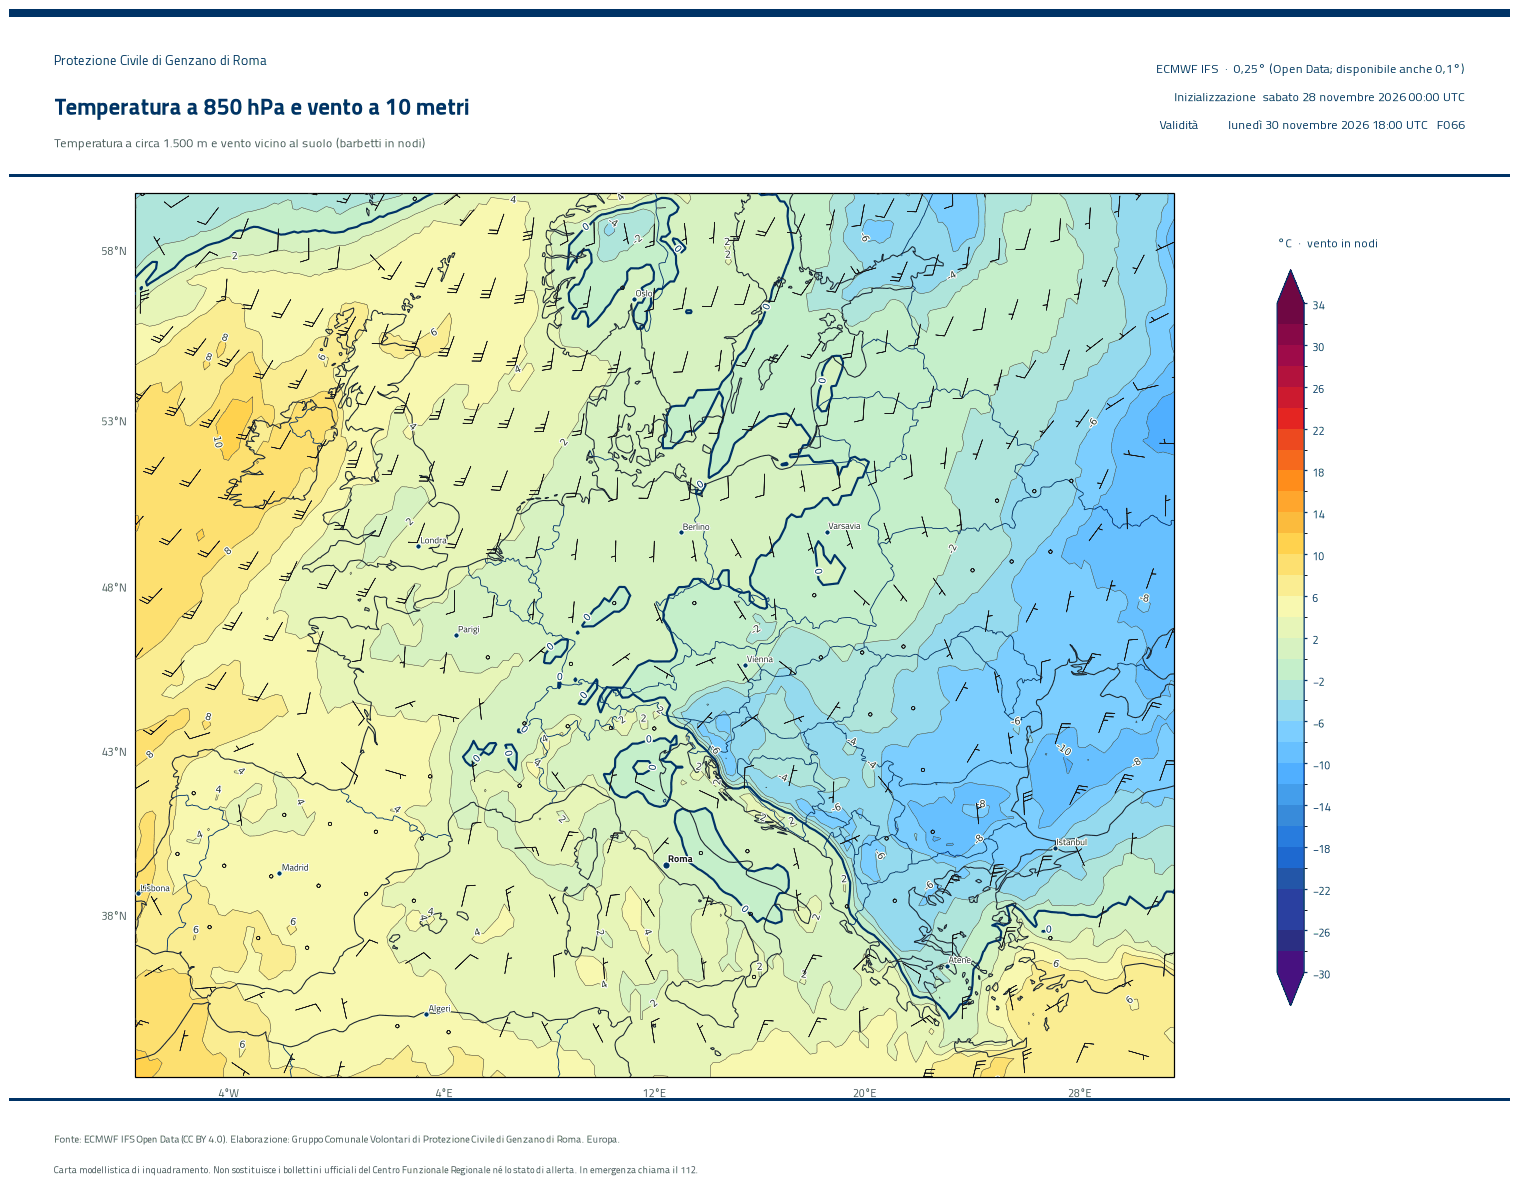 Protezione Civile di Genzano di Roma
Temperatura a 850 hPa e vento a 10 metri
Temperatura a circa 1.500 m e vento vicino al suolo (barbetti in nodi)
ECMWF IFS · 0,25° (Open Data; disponibile anche 0,1°)
Inizializzazione sabato 28 novembre 2026 00:00 UTC
Validità lunedì 30 novembre 2026 18:00 UTC F066
°C · vento in nodi
34
30
26
22
18
14
10
6
2
−2
−6
−10
−14
−18
−22
−26
−30
58°N
53°N
48°N
43°N
38°N
4°W
4°E
12°E
20°E
28°E
Oslo
Berlino
Varsavia
Londra
Parigi
Vienna
Madrid
Lisbona
Roma
Istanbul
Atene
Algeri
Fonte: ECMWF IFS Open Data (CC BY 4.0). Elaborazione: Gruppo Comunale Volontari di Protezione Civile di Genzano di Roma. Europa.
Carta modellistica di inquadramento. Non sostituisce i bollettini ufficiali del Centro Funzionale Regionale né lo stato di allerta. In emergenza chiama il 112.